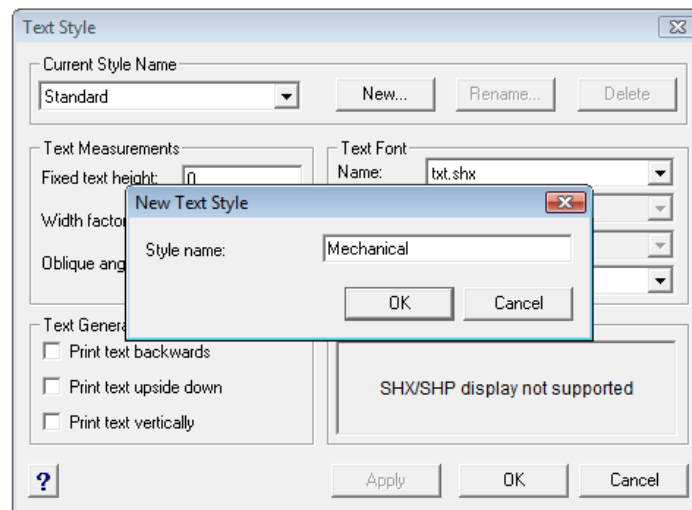 Text Style
Current Style Name
Standard
New...
Rename...
Delete
Text Measurements
Fixed text height: 0
Width facto
Oblique ang
Text Font
Name: txt.shx
New Text Style
Style name: Mechanical
OK
Cancel
Text Genera
Print text backwards
Print text upside down
Print text vertically
SHX/SHP display not supported
?
Apply
OK
Cancel